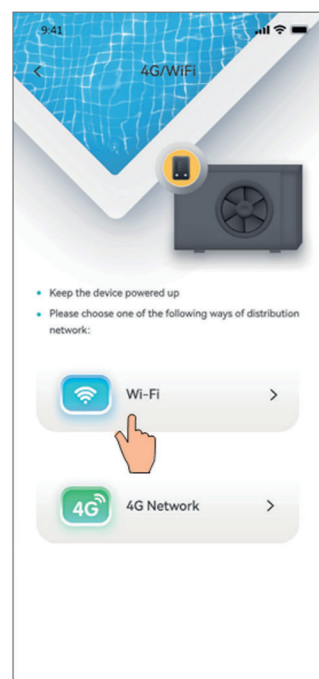 9:41
4G/WiFi
• Keep the device powered up
• Please choose one of the following ways of distribution
network:
Wi-Fi
4G
4G Network